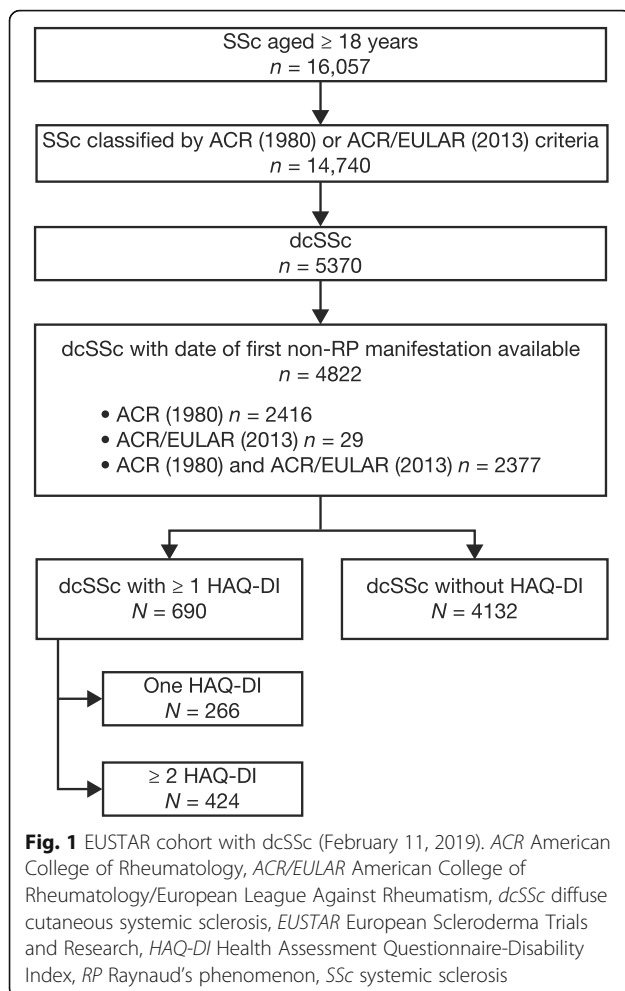 SSc aged ≥ 18 years
n = 16,057
SSc classified by ACR (1980) or ACR/EULAR (2013) criteria
n = 14,740
dcSSc
n = 5370
dcSSc with date of first non-RP manifestation available
n = 4822
• ACR (1980) n = 2416
• ACR/EULAR (2013) n = 29
• ACR (1980) and ACR/EULAR (2013) n = 2377
dcSSc with ≥ 1 HAQ-DI
N = 690
dcSSc without HAQ-DI
N = 4132
One HAQ-DI
N = 266
≥ 2 HAQ-DI
N = 424
Fig. 1 EUSTAR cohort with dcSSc (February 11, 2019). ACR American
College of Rheumatology, ACR/EULAR American College of
Rheumatology/European League Against Rheumatism, dcSSc diffuse
cutaneous systemic sclerosis, EUSTAR European Scleroderma Trials
and Research, HAQ-DI Health Assessment Questionnaire-Disability
Index, RP Raynaud's phenomenon, SSc systemic sclerosis